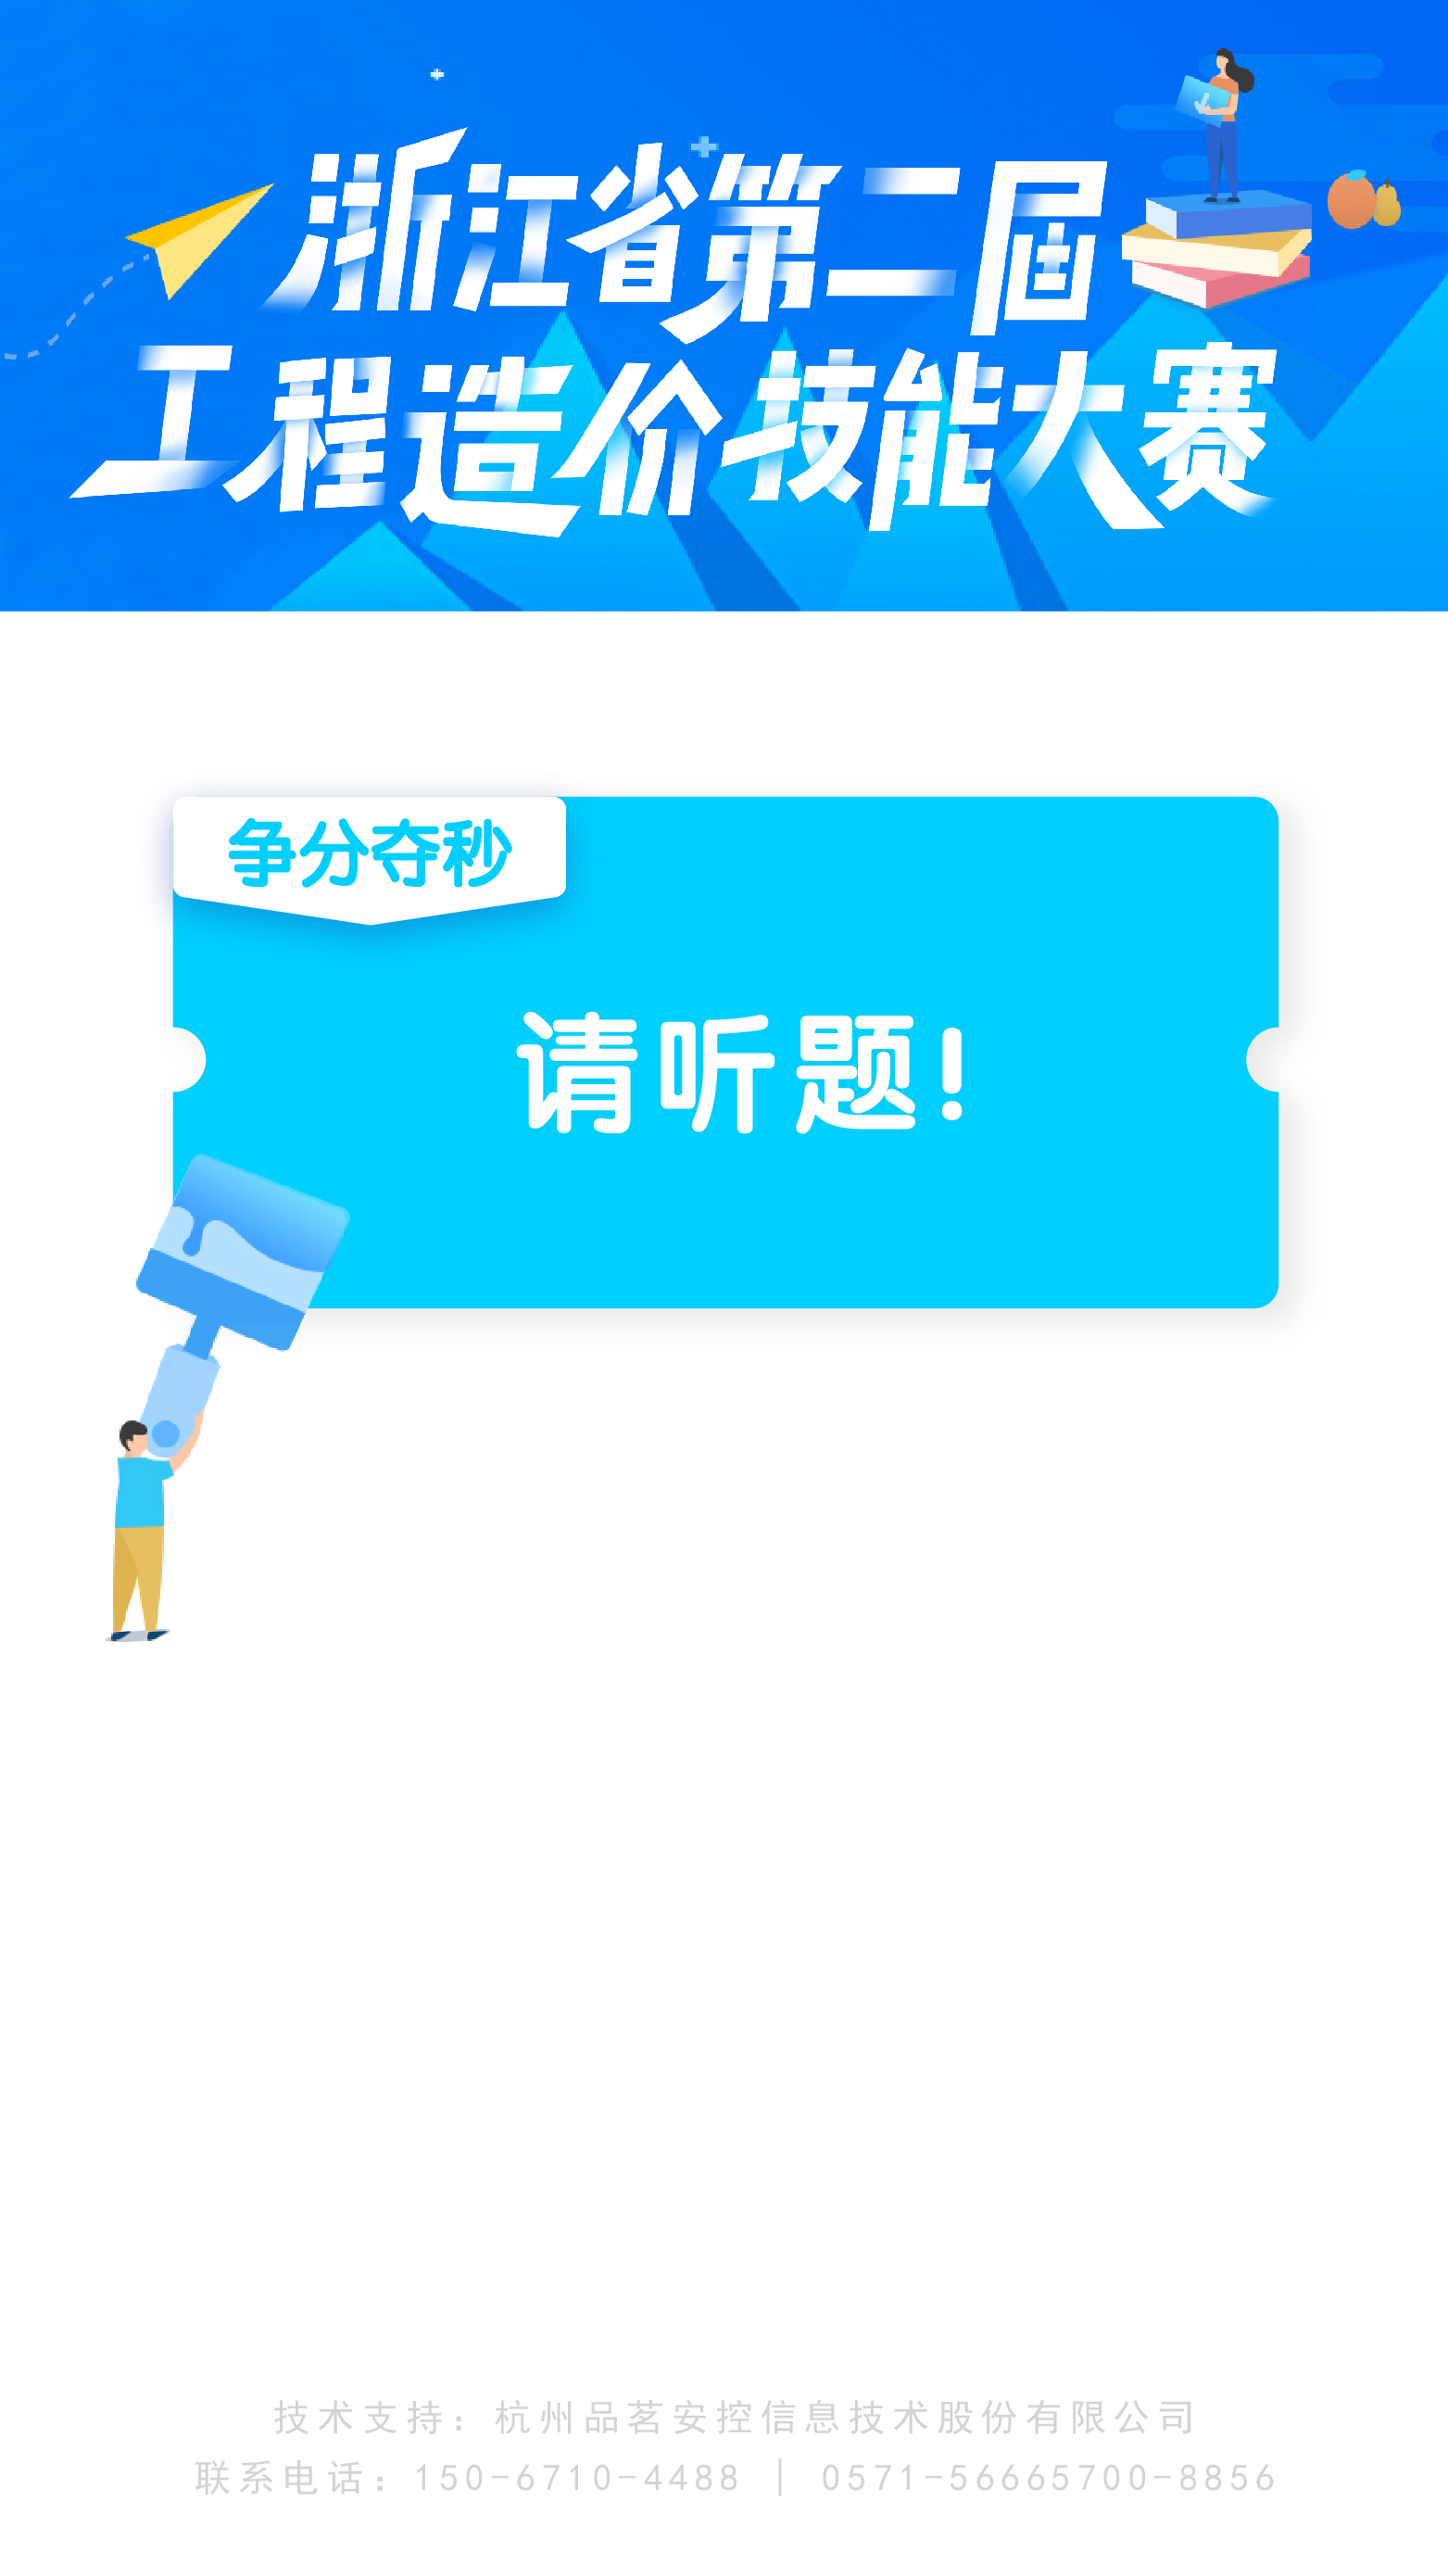 浙江省第二届
工程造价技能大赛
争分夺秒
请听题!
技术支持：杭州品茗安控信息技术股份有限公司
联系电话：150-6710-4488 | 0571-56665700-8856